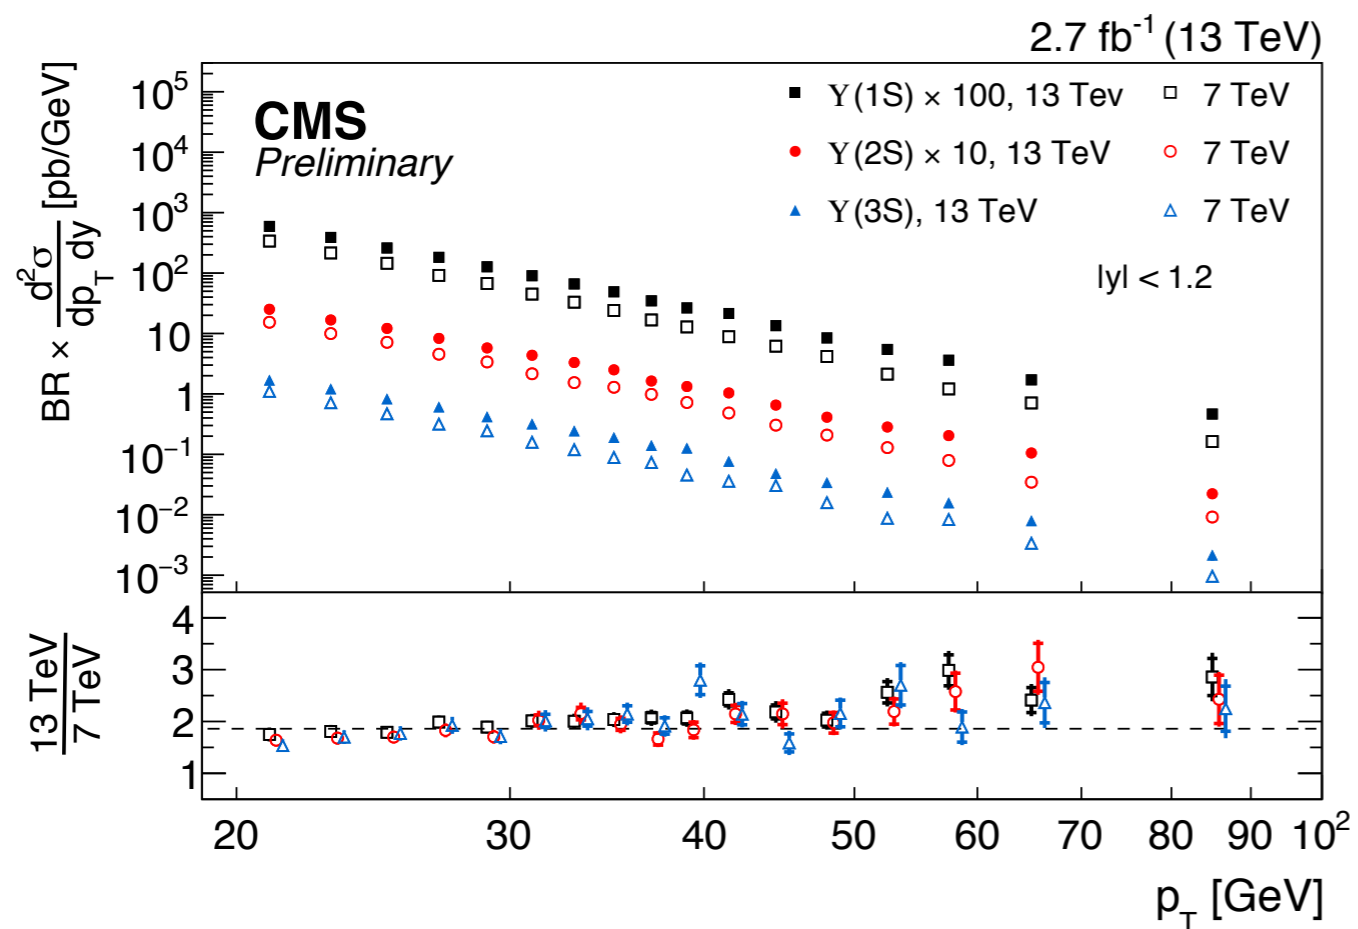 2.7 fb⁻¹ (13 TeV)
CMS
Preliminary
ϒ(1S) × 100, 13 Tev
7 TeV
ϒ(2S) × 10, 13 TeV
7 TeV
ϒ(3S), 13 TeV
7 TeV
|y| < 1.2
BR × d²σ / dp_T dy [pb/GeV]
10⁵
10⁴
10³
10²
10
1
10⁻¹
10⁻²
10⁻³
13 TeV
7 TeV
4
3
2
1
20 30 40 50 60 70 80 90 10²
p_T [GeV]